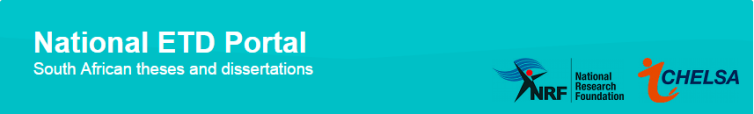 National ETD Portal
South African theses and dissertations
NRF
National
Research
Foundation
CHELSA